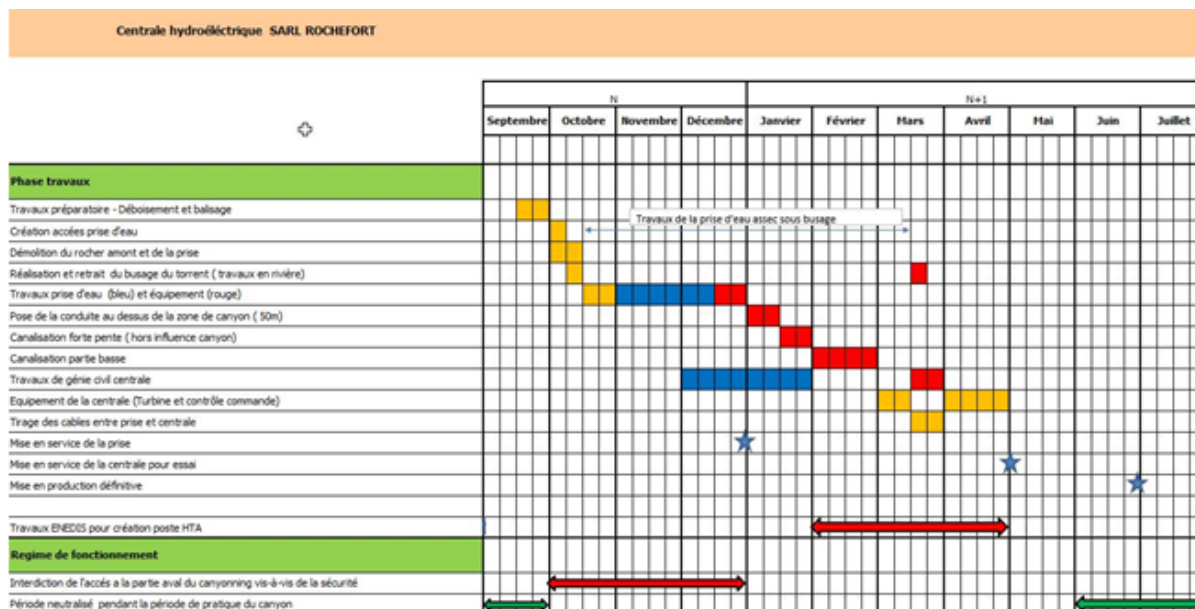 Centrale hydroéléctrique SARL ROCHEFORT
N N+1
Septembre Octobre Novembre Décembre Janvier Février Mars Avril Mai Juin Juillet
Phase travaux
Travaux préparatoire - Déboisement et balisage
Travaux de la prise d'eau assec sous busage
Création accées prise d'eau
Démolition du rocher amont et de la prise
Réalisation et retrait du busage du torrent ( travaux en rivière)
Travaux prise d'eau (bleu) et équipement (rouge)
Pose de la conduite au dessus de la zone de canyon ( 50m)
Canalisation forte pente ( hors influence canyon)
Canalisation partie basse
Travaux de génie civil centrale
Equipement de la centrale (Turbine et contrôle commande)
Tirage des cables entre prise et centrale
Mise en service de la prise
Mise en service de la centrale pour essai
Mise en production définitive
Travaux ENEDIS pour création poste HTA
Regime de fonctionnement
Interdiction de l'accés a la partie aval du canyonning vis-à-vis de la sécurité
Période neutralisé pendant la période de pratique du canyon